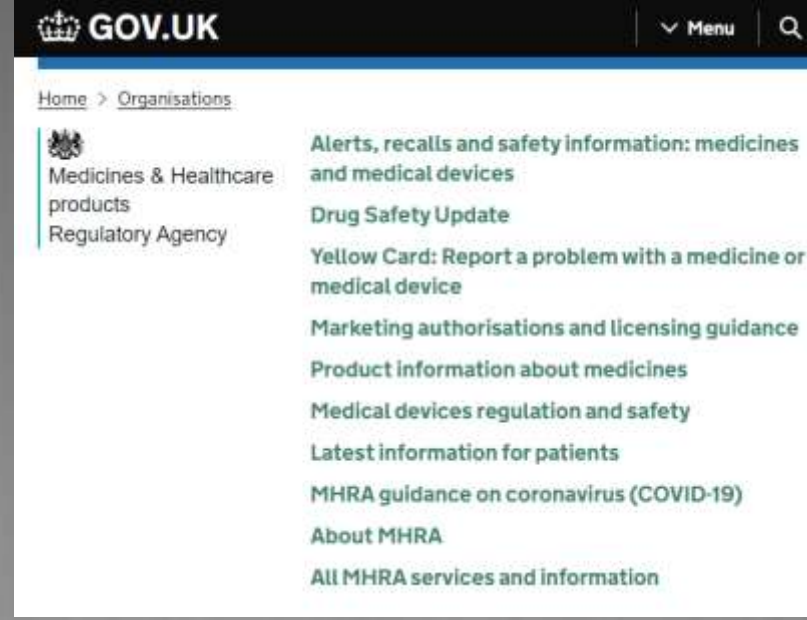 GOV.UK
Menu
Home > Organisations
Medicines & Healthcare
products
Regulatory Agency
Alerts, recalls and safety information: medicines
and medical devices
Drug Safety Update
Yellow Card: Report a problem with a medicine or
medical device
Marketing authorisations and licensing guidance
Product information about medicines
Medical devices regulation and safety
Latest information for patients
MHRA guidance on coronavirus (COVID-19)
About MHRA
All MHRA services and information